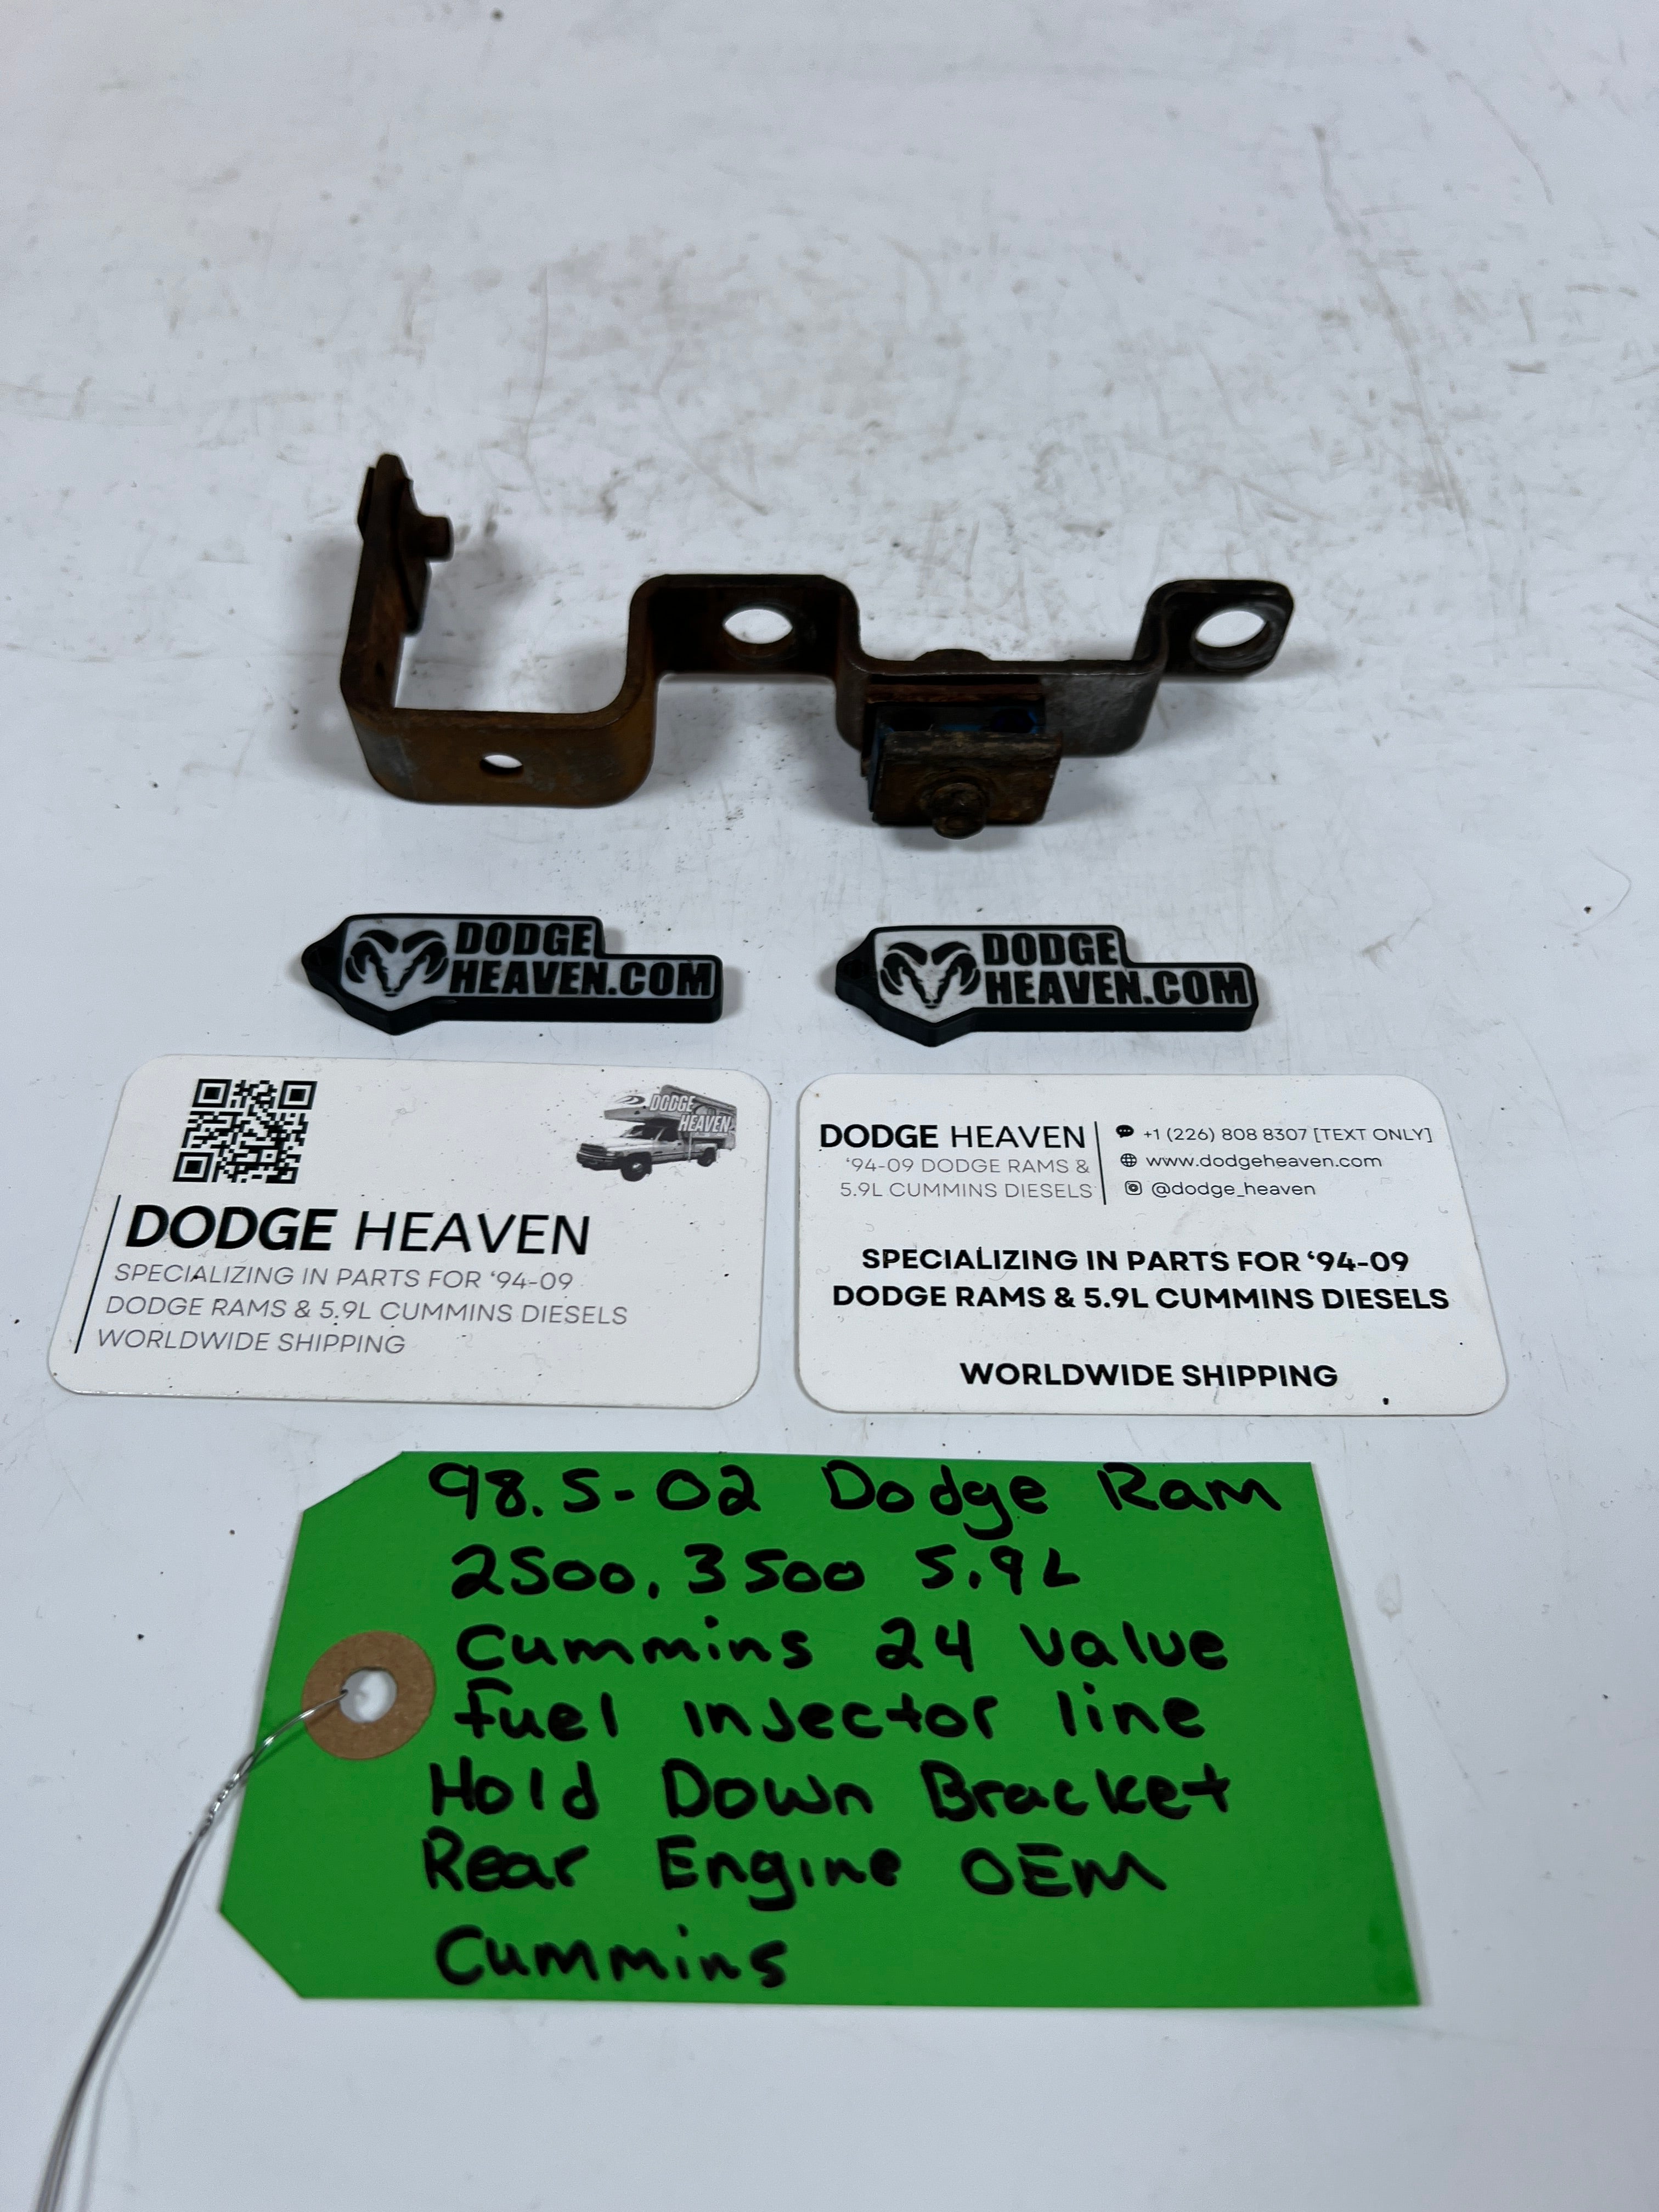 DODGE
HEAVEN.COM
DODGE
HEAVEN.COM
DODGE
HEAVEN
DODGE HEAVEN
SPECIALIZING IN PARTS FOR ‘94-09
DODGE RAMS & 5.9L CUMMINS DIESELS
WORLDWIDE SHIPPING
DODGE HEAVEN
‘94-09 DODGE RAMS &
5.9L CUMMINS DIESELS
+1 (226) 808 8307 [TEXT ONLY]
www.dodgeheaven.com
@dodge_heaven
SPECIALIZING IN PARTS FOR ‘94-09
DODGE RAMS & 5.9L CUMMINS DIESELS
WORLDWIDE SHIPPING
98.5-02 Dodge Ram
2500, 3500 5.9L
Cummins 24 Valve
Fuel Injector line
Hold Down Bracket
Rear Engine OEM
Cummins